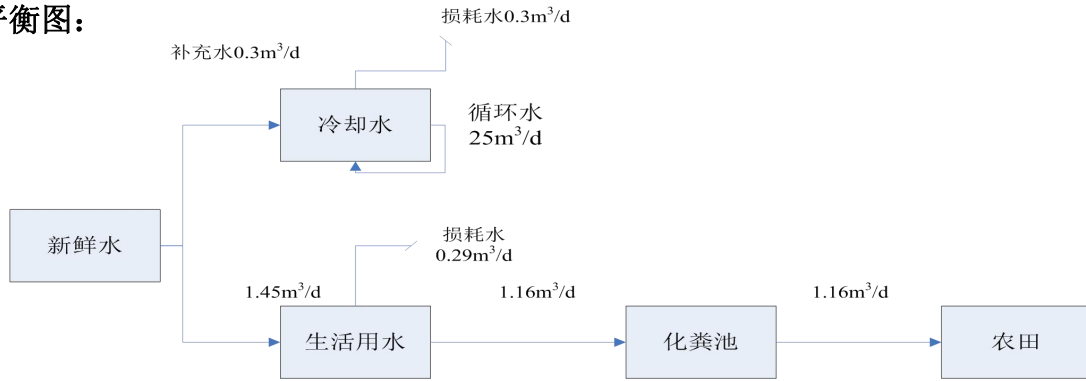 平衡图：
损耗水0.3m³/d
补充水0.3m³/d
冷却水
循环水
25m³/d
新鲜水
损耗水
0.29m³/d
1.45m³/d
1.16m³/d
1.16m³/d
生活用水
化粪池
农田